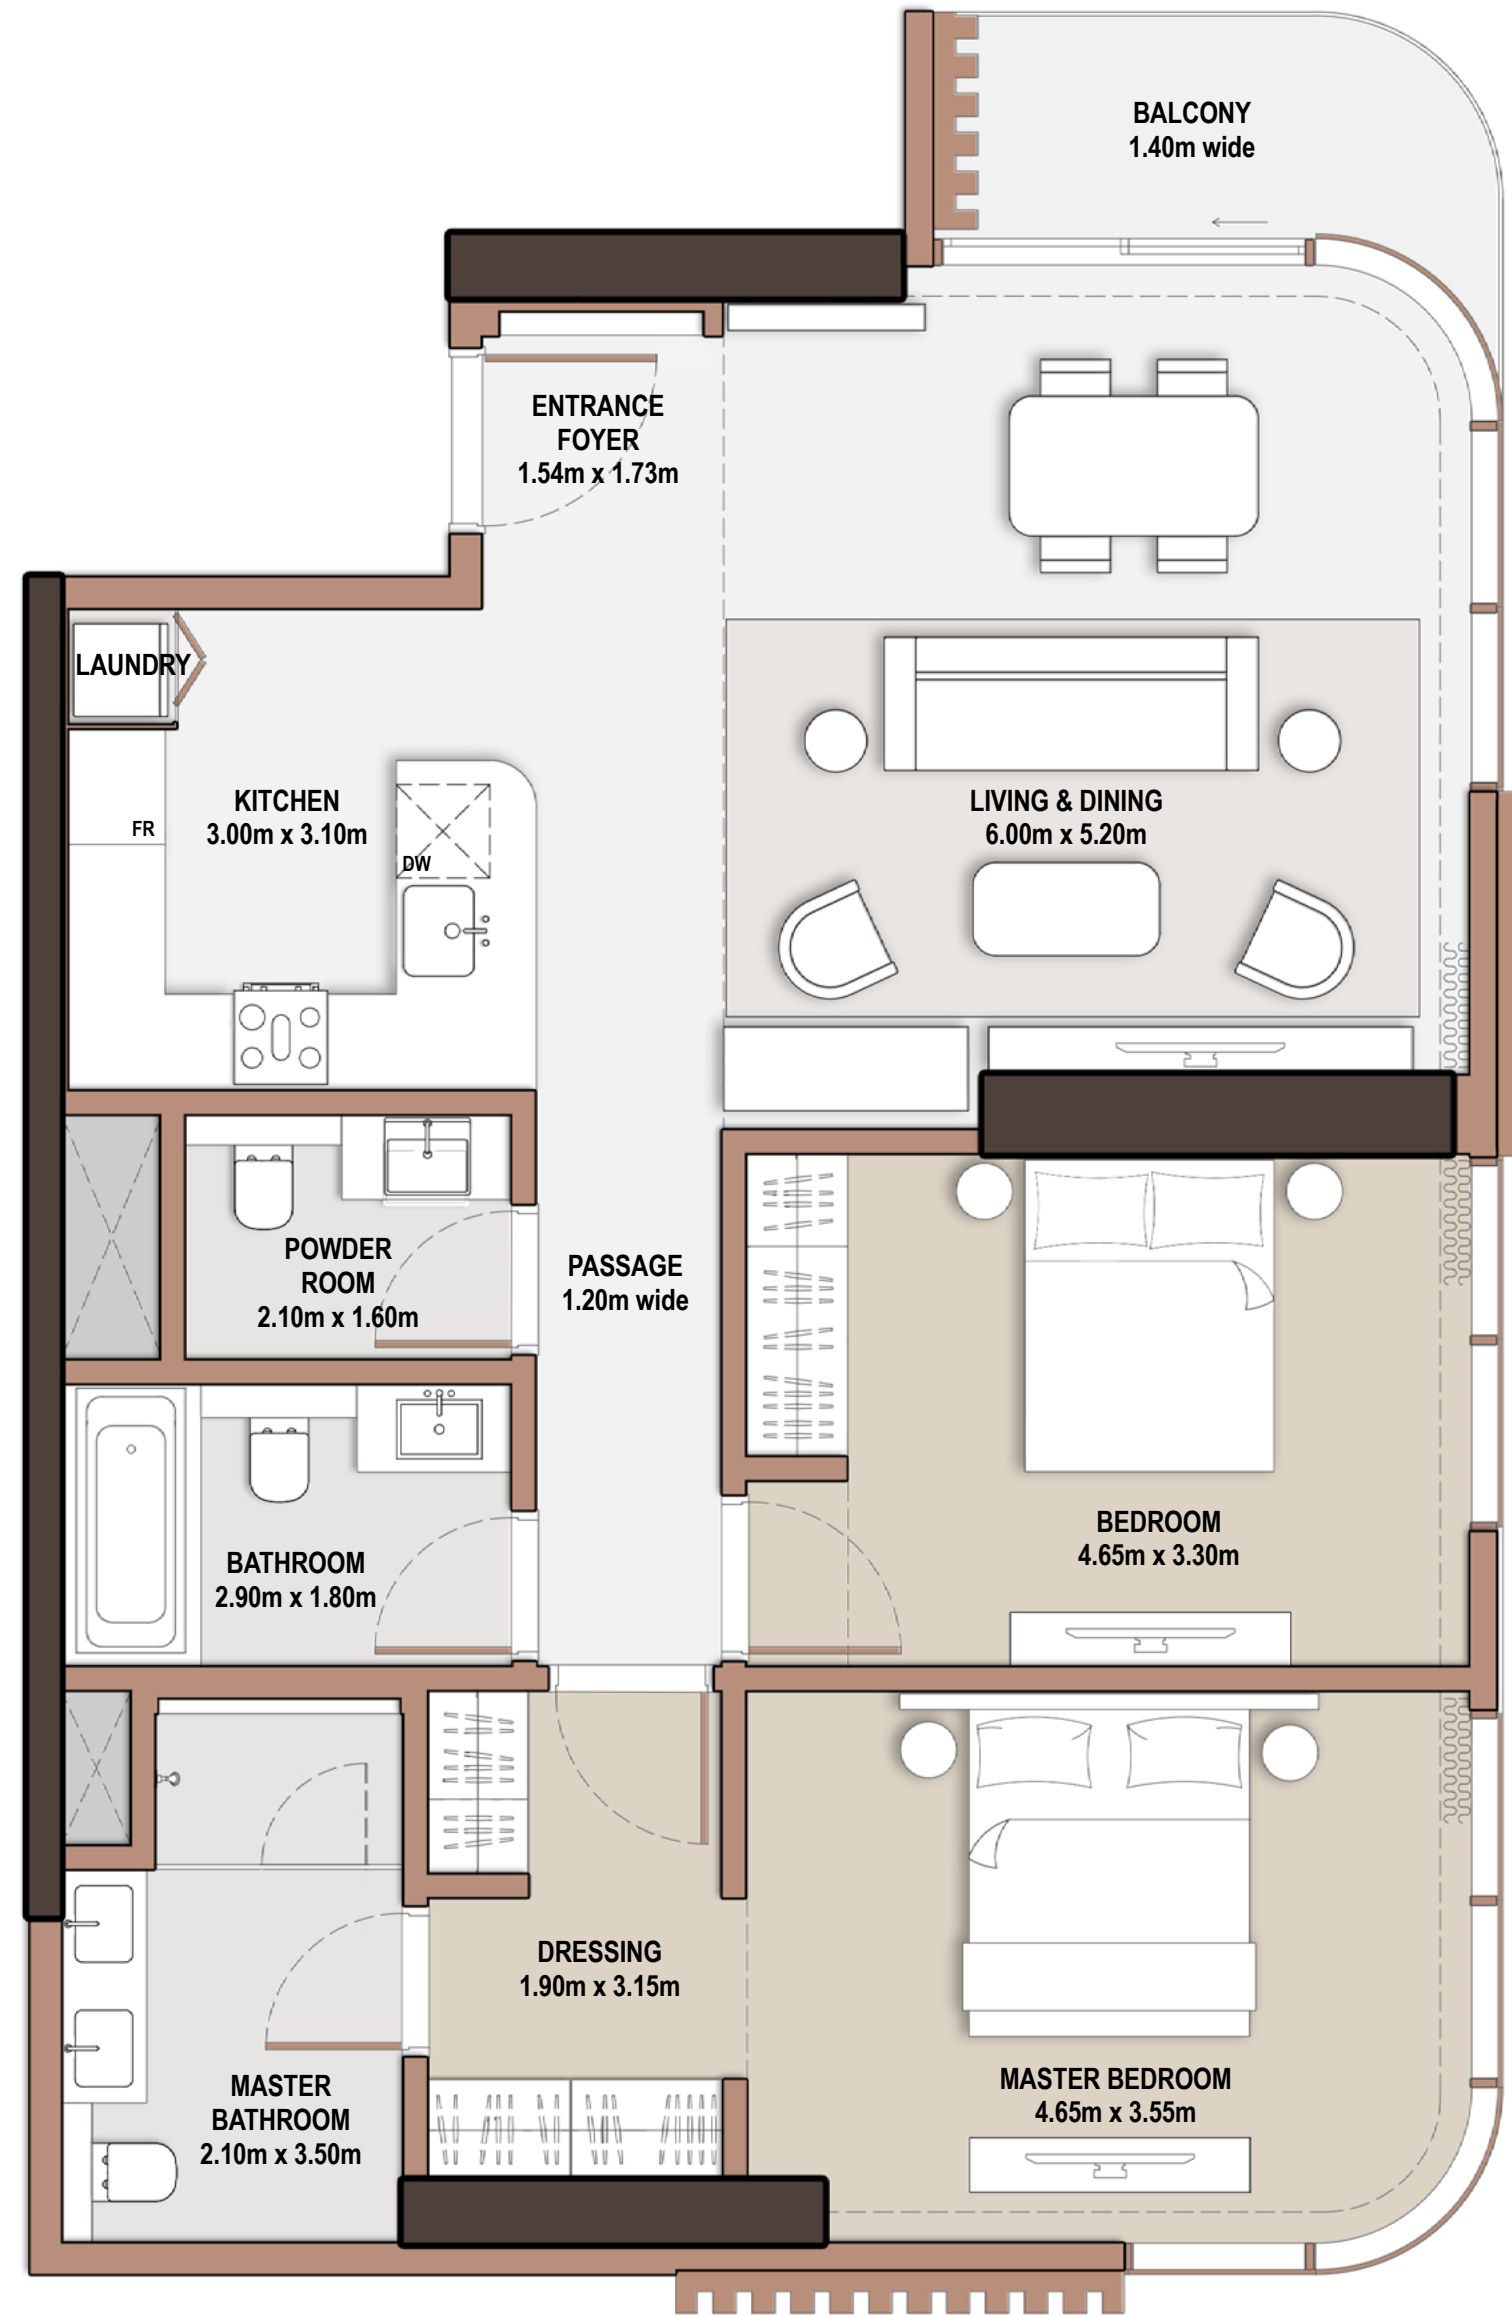 BALCONY
1.40m wide
ENTRANCE
FOYER
1.54m x 1.73m
LAUNDRY
KITCHEN
3.00m x 3.10m
FR
DW
LIVING & DINING
6.00m x 5.20m
POWDER
ROOM
2.10m x 1.60m
PASSAGE
1.20m wide
BATHROOM
2.90m x 1.80m
BEDROOM
4.65m x 3.30m
DRESSING
1.90m x 3.15m
MASTER
BATHROOM
2.10m x 3.50m
MASTER BEDROOM
4.65m x 3.55m